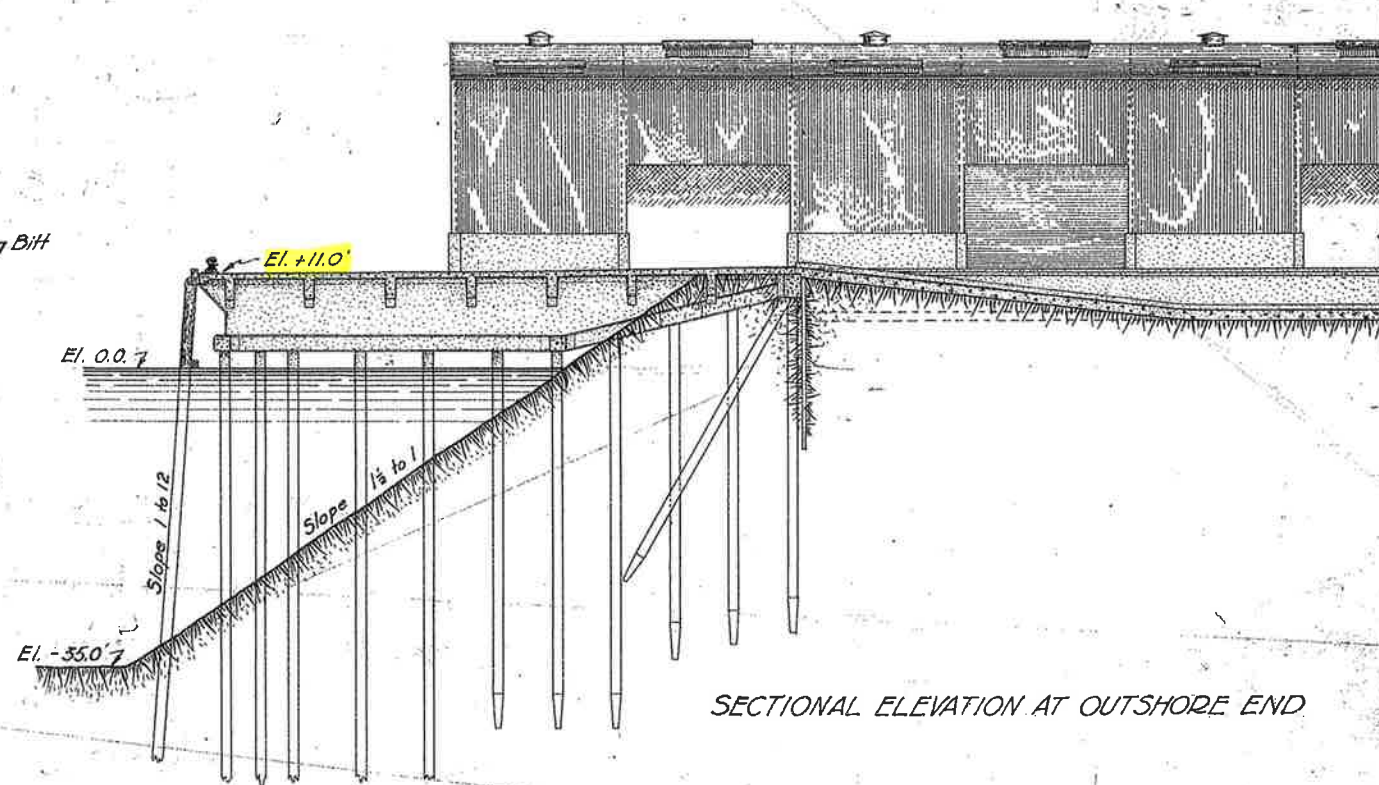 Bitt
El. +11.0'
El. 0.0.
Slope 1½ to 1
Slope 1 to 12
El. -35.0'
SECTIONAL ELEVATION AT OUTSHORE END